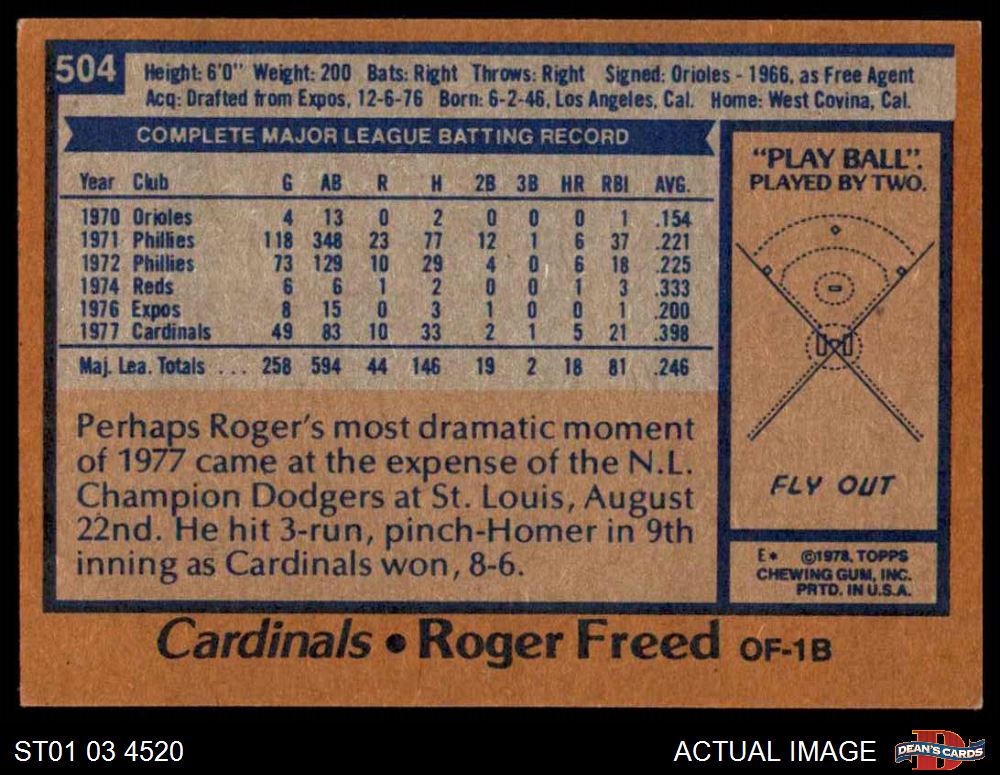 504
Height: 6'0" Weight: 200 Bats: Right Throws: Right Signed: Orioles - 1966, as Free Agent
Acq: Drafted from Expos, 12-6-76 Born: 6-2-46, Los Angeles, Cal. Home: West Covina, Cal.
COMPLETE MAJOR LEAGUE BATTING RECORD
Year Club G AB R H 2B 3B HR RBI AVG.
1970 Orioles 4 13 0 2 0 0 0 1 .154
1971 Phillies 118 348 23 77 12 1 6 37 .221
1972 Phillies 73 129 10 29 4 0 6 18 .225
1974 Reds 6 6 1 2 0 0 1 3 .333
1976 Expos 8 15 0 3 1 0 0 1 .200
1977 Cardinals 49 83 10 33 2 1 5 21 .398
Maj. Lea. Totals ... 258 594 44 146 19 2 18 81 .246
Perhaps Roger's most dramatic moment
of 1977 came at the expense of the N.L.
Champion Dodgers at St. Louis, August
22nd. He hit 3-run, pinch-Homer in 9th
inning as Cardinals won, 8-6.
"PLAY BALL".
PLAYED BY TWO.
FLY OUT
E* ©1978, TOPPS
CHEWING GUM, INC.
PRTD. IN U.S.A.
Cardinals • Roger Freed OF-1B
ST01 03 4520
ACTUAL IMAGE
D
DEAN'S CARDS